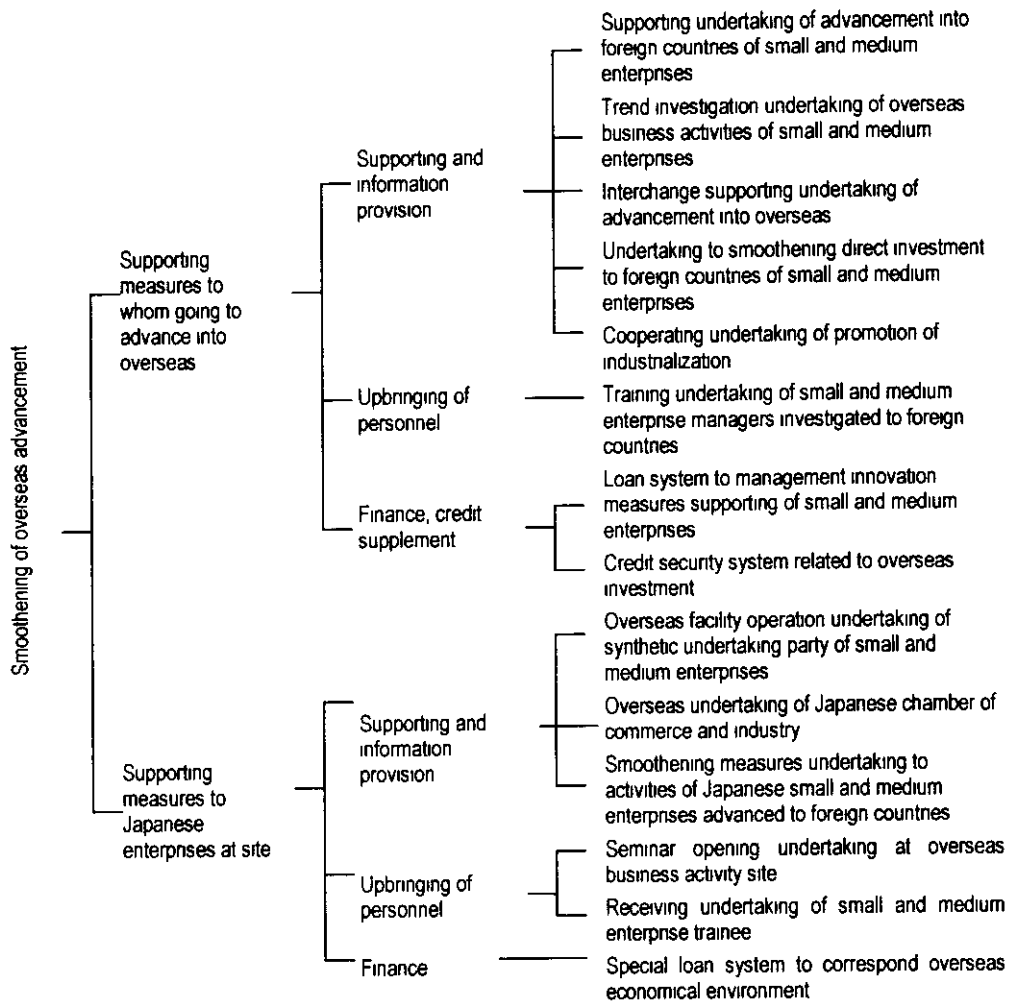 Smoothening of overseas advancement
Supporting
measures to
whom going to
advance into
overseas
Supporting and
information
provision
Supporting undertaking of advancement into
foreign countries of small and medium
enterprises
Trend investigation undertaking of overseas
business activities of small and medium
enterprises
Interchange supporting undertaking of
advancement into overseas
Undertaking to smoothening direct investment
to foreign countries of small and medium
enterprises
Cooperating undertaking of promotion of
industrialization
Upbringing of
personnel
Training undertaking of small and medium
enterprise managers investigated to foreign
countries
Finance, credit
supplement
Loan system to management innovation
measures supporting of small and medium
enterprises
Credit security system related to overseas
investment
Supporting
measures to
Japanese
enterprises at site
Supporting and
information
provision
Overseas facility operation undertaking of
synthetic undertaking party of small and
medium enterprises
Overseas undertaking of Japanese chamber of
commerce and industry
Smoothening measures undertaking to
activities of Japanese small and medium
enterprises advanced to foreign countries
Upbringing of
personnel
Seminar opening undertaking at overseas
business activity site
Receiving undertaking of small and medium
enterprise trainee
Finance
Special loan system to correspond overseas
economical environment